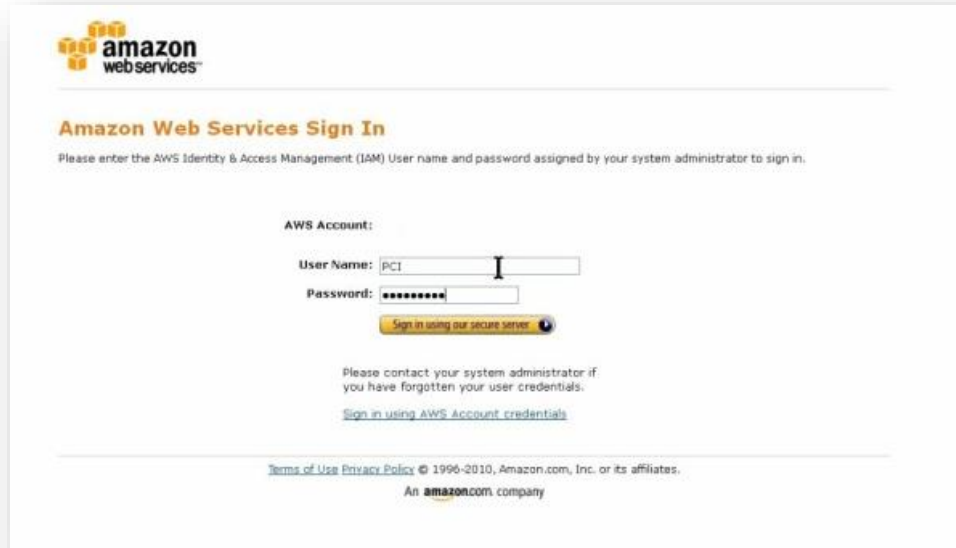 amazon
webservices™
Amazon Web Services Sign In
Please enter the AWS Identity & Access Management (IAM) User name and password assigned by your system administrator to sign in.
AWS Account:
User Name: PCI
Password: •••••••••
Sign in using our secure server
Please contact your system administrator if
you have forgotten your user credentials.
Sign in using AWS Account credentials
Terms of Use Privacy Policy © 1996-2010, Amazon.com, Inc. or its affiliates.
An amazon.com company